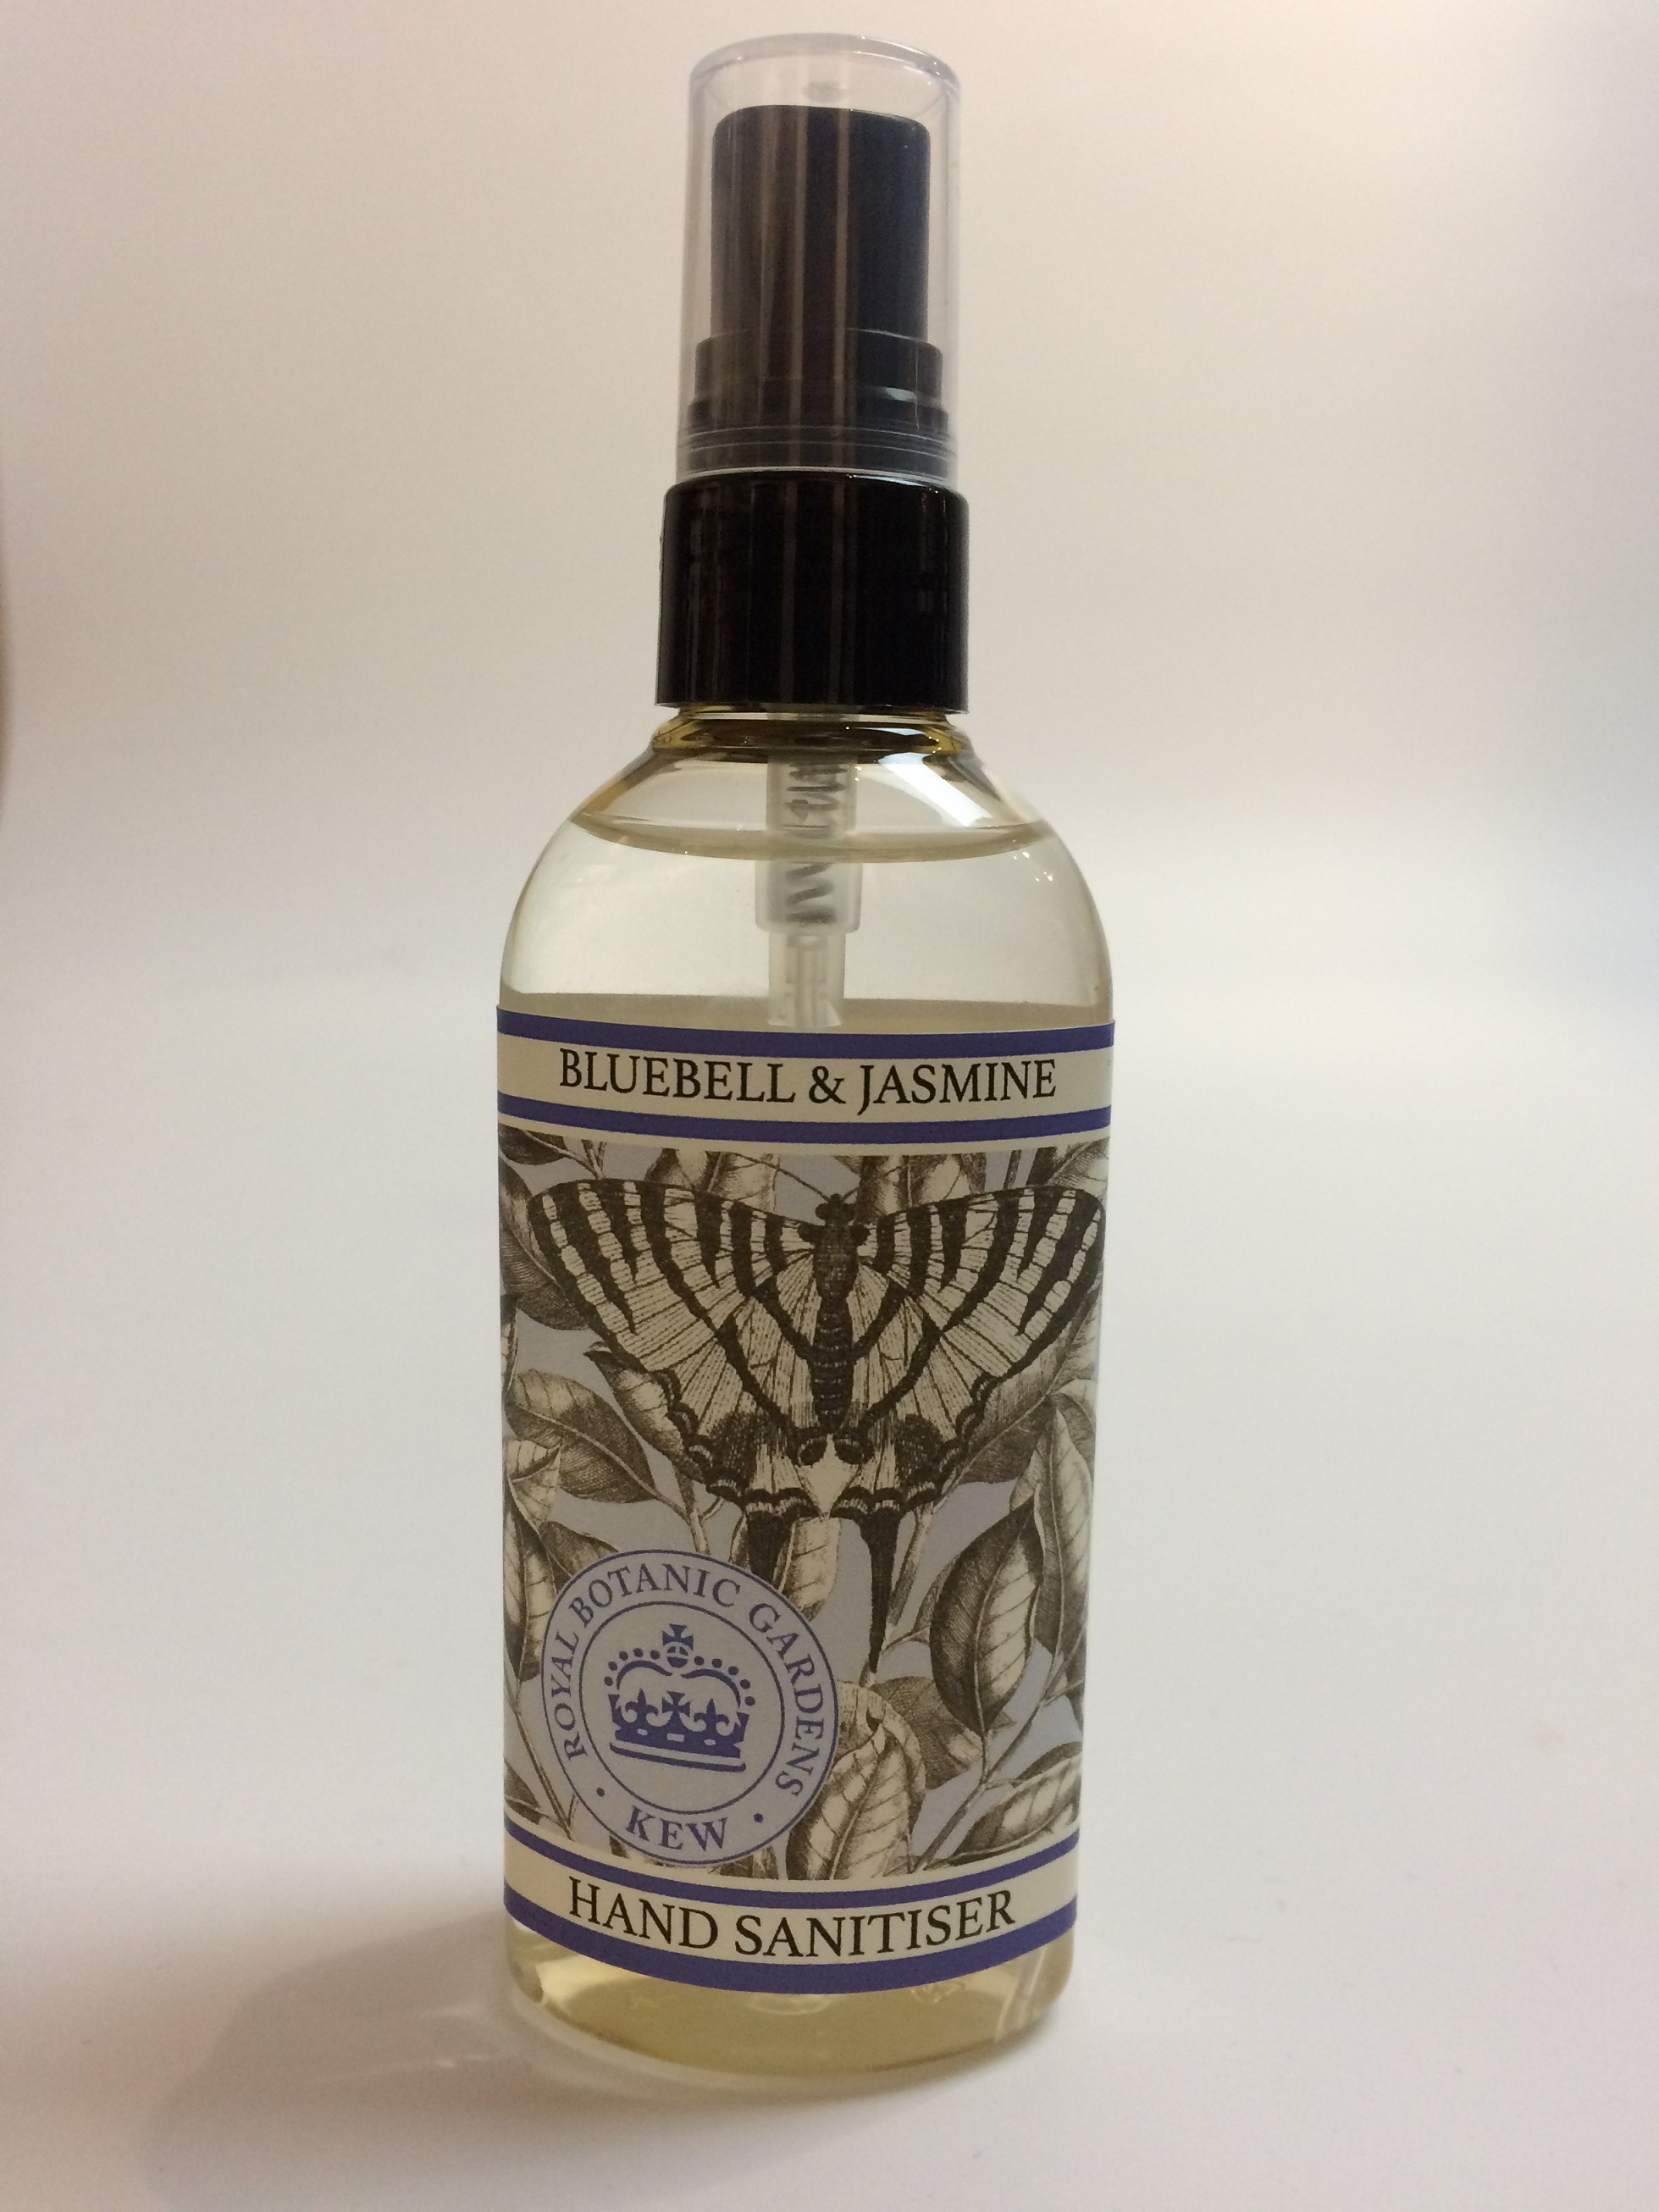 BLUEBELL & JASMINE
ROYAL BOTANIC GARDENS
• KEW •
HAND SANITISER